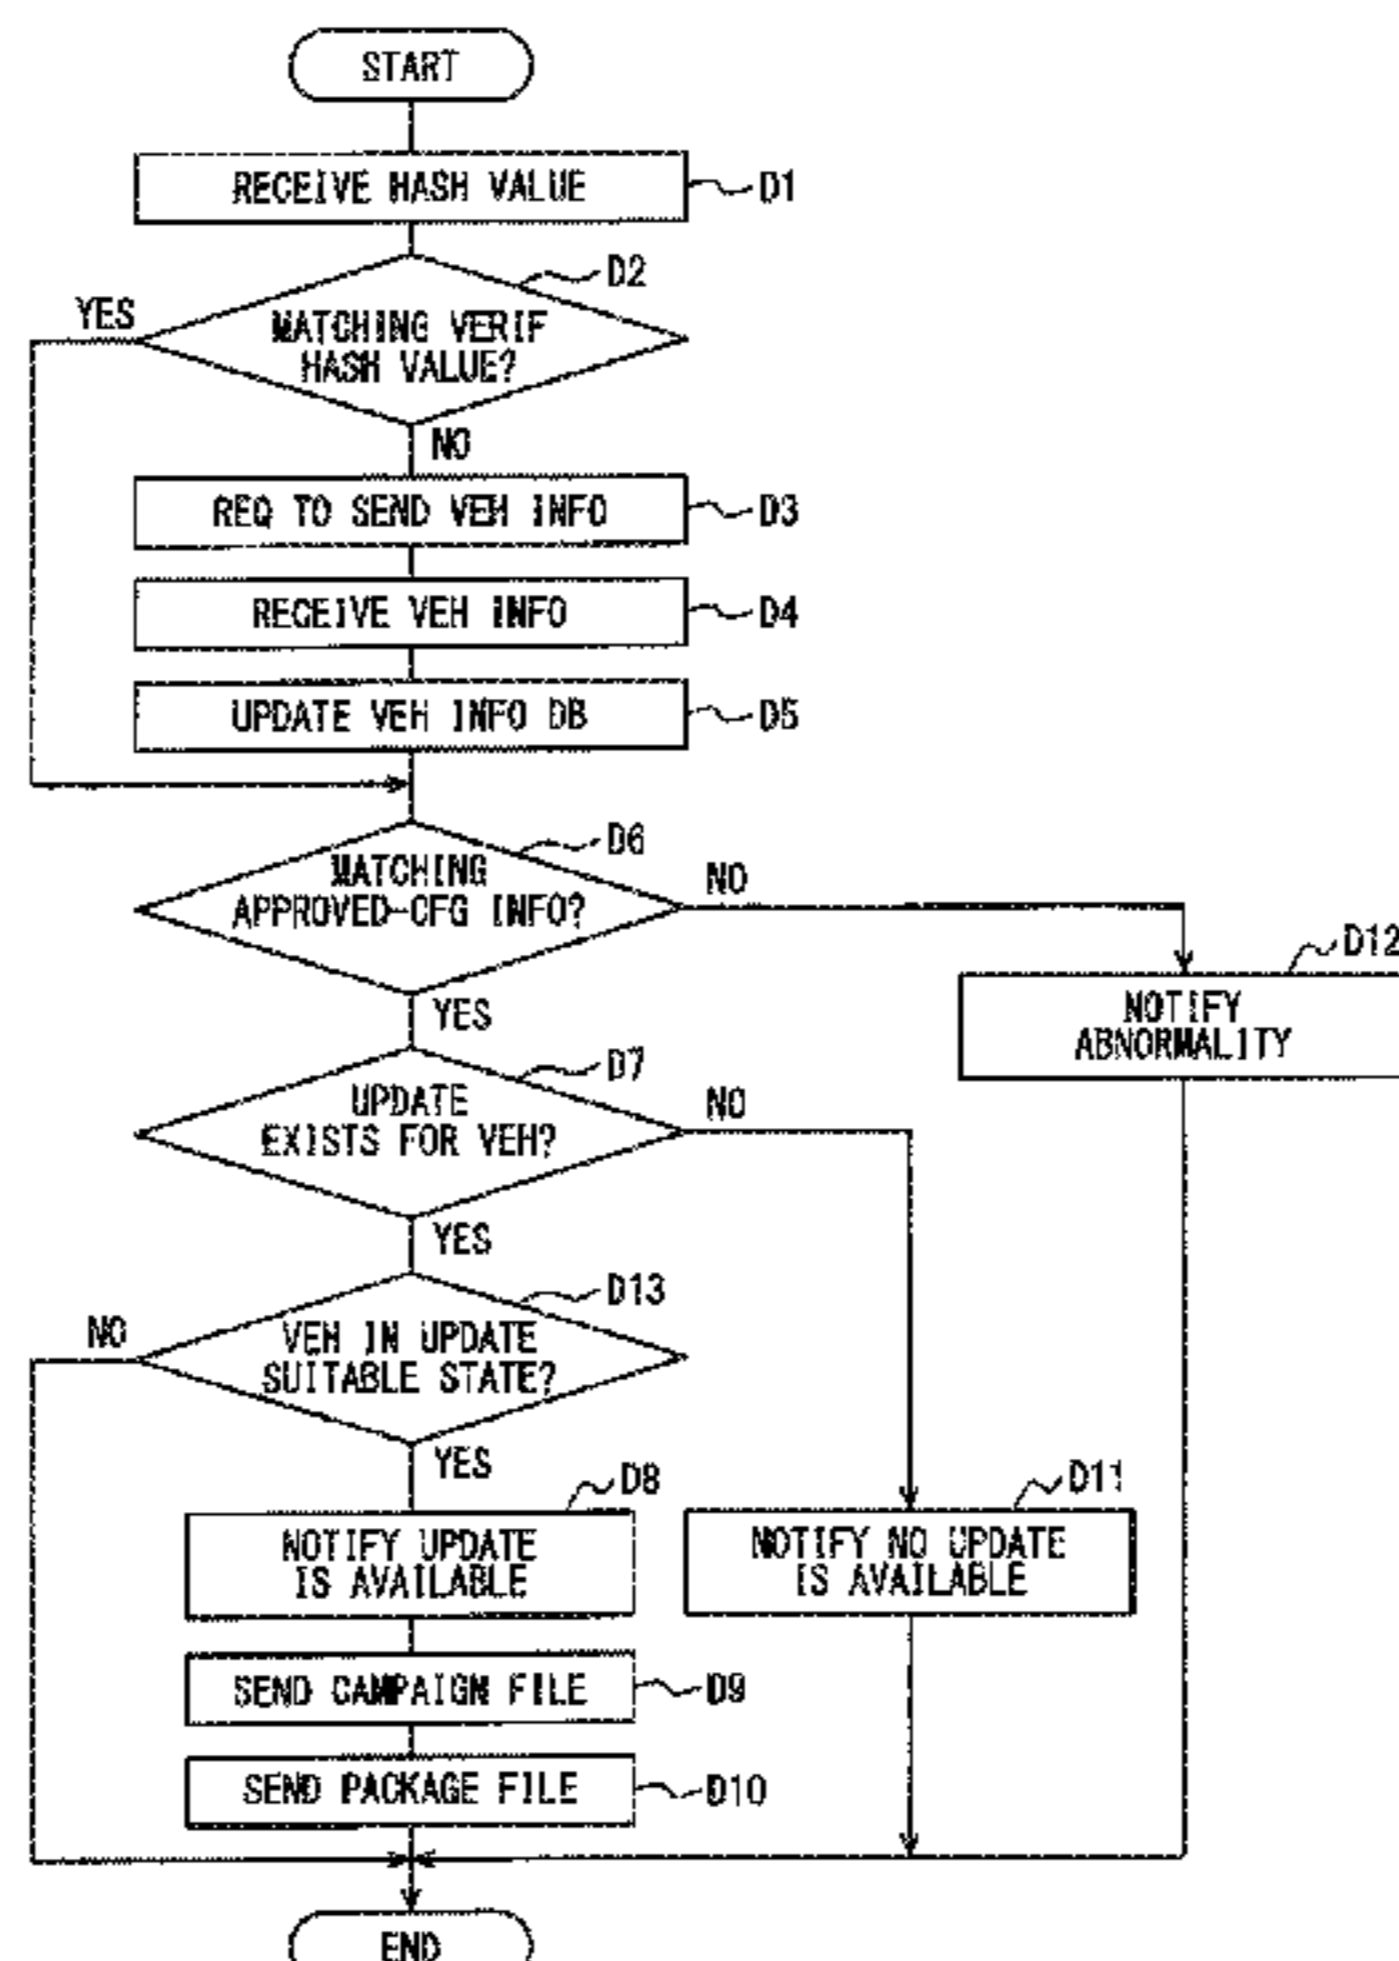 START
RECEIVE HASH VALUE
D1
D2
YES
MATCHING VERIF
HASH VALUE?
NO
REQ TO SEND VEH INFO
D3
RECEIVE VEH INFO
D4
UPDATE VEH INFO DB
D5
D6
MATCHING
APPROVED-CFG INFO?
NO
YES
D12
NOTIFY
ABNORMALITY
D7
UPDATE
EXISTS FOR VEH?
NO
YES
D13
NO
VEH IN UPDATE
SUITABLE STATE?
YES
D8
NOTIFY UPDATE
IS AVAILABLE
D11
NOTIFY NO UPDATE
IS AVAILABLE
SEND CAMPAIGN FILE
D9
SEND PACKAGE FILE
D10
END